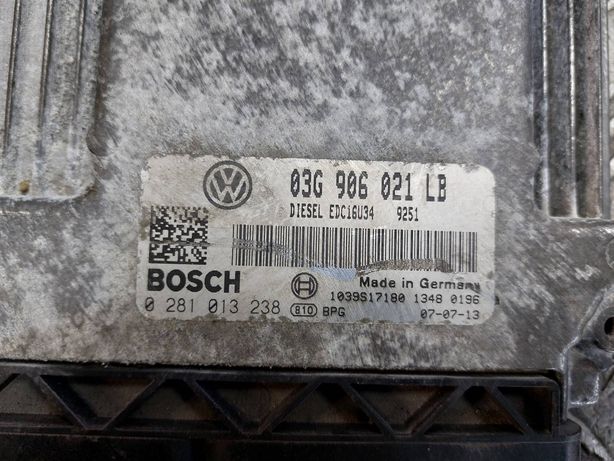 03G 906 021 LB
DIESEL EDC16U34 9251
BOSCH
Made in Germany
1039S17180 1348 0196
0 281 013 238 810 BPG 07-07-13